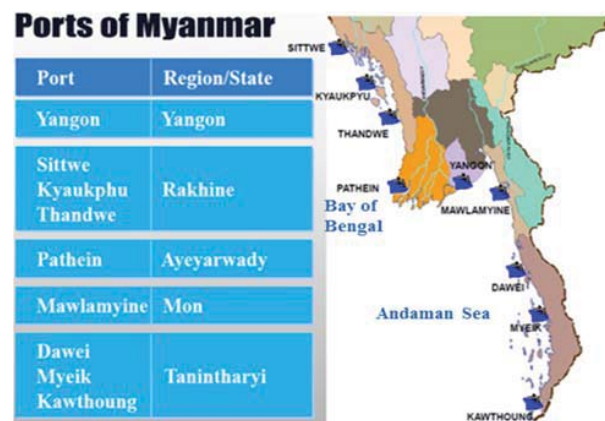 Ports of Myanmar
Port Region/State
Yangon Yangon
Sittwe
Kyaukphu
Thandwe
Rakhine
Pathein Ayeyarwady
Mawlamyine Mon
Dawei
Myeik
Kawthoung
Tanintharyi
SITTWE
KYAUKPYU
THANDWE
YANGON
PATHEIN
MAWLAMYINE
Bay of
Bengal
DAWEI
Andaman Sea
MYEIK
KAWTHOUNG